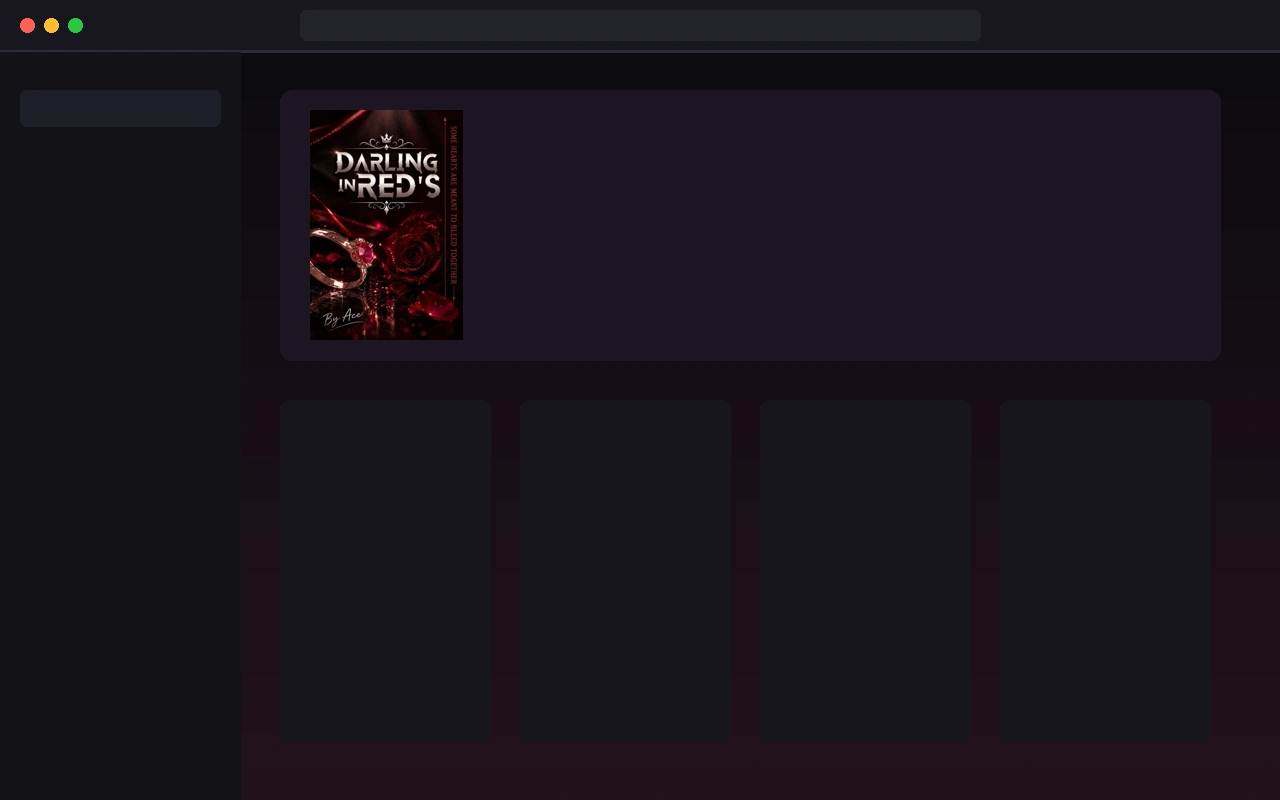 DARLING
IN RED'S
SOME HEARTS ARE MEANT TO BLEED TOGETHER
By Ace